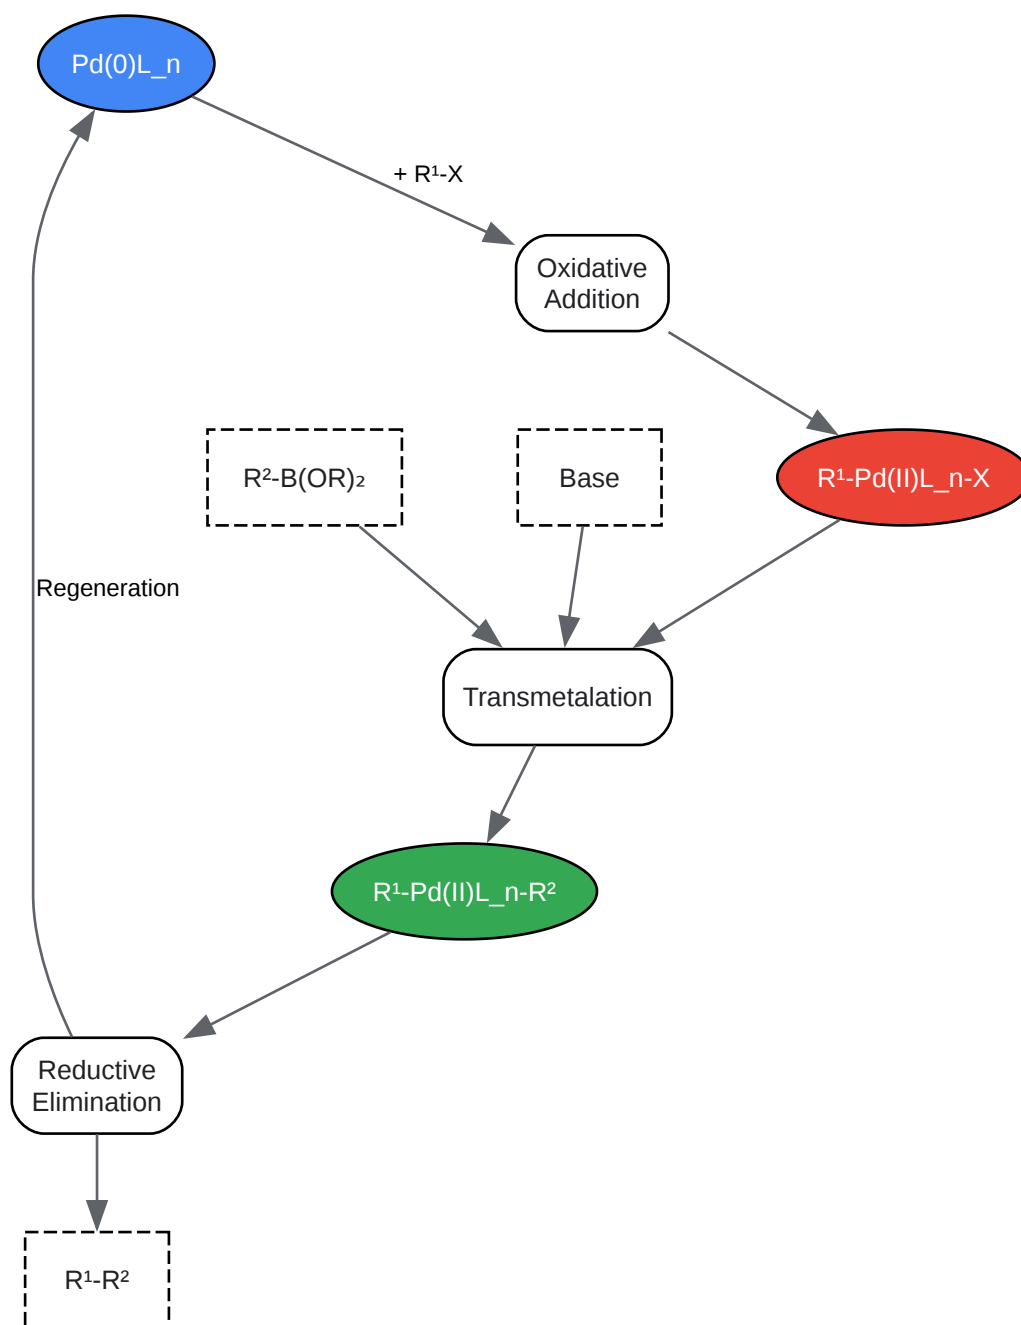 Pd(0)L_n
+ R¹-X
Oxidative
Addition
R²-B(OR)₂
Base
R¹-Pd(II)L_n-X
Regeneration
Transmetalation
R¹-Pd(II)L_n-R²
Reductive
Elimination
R¹-R²